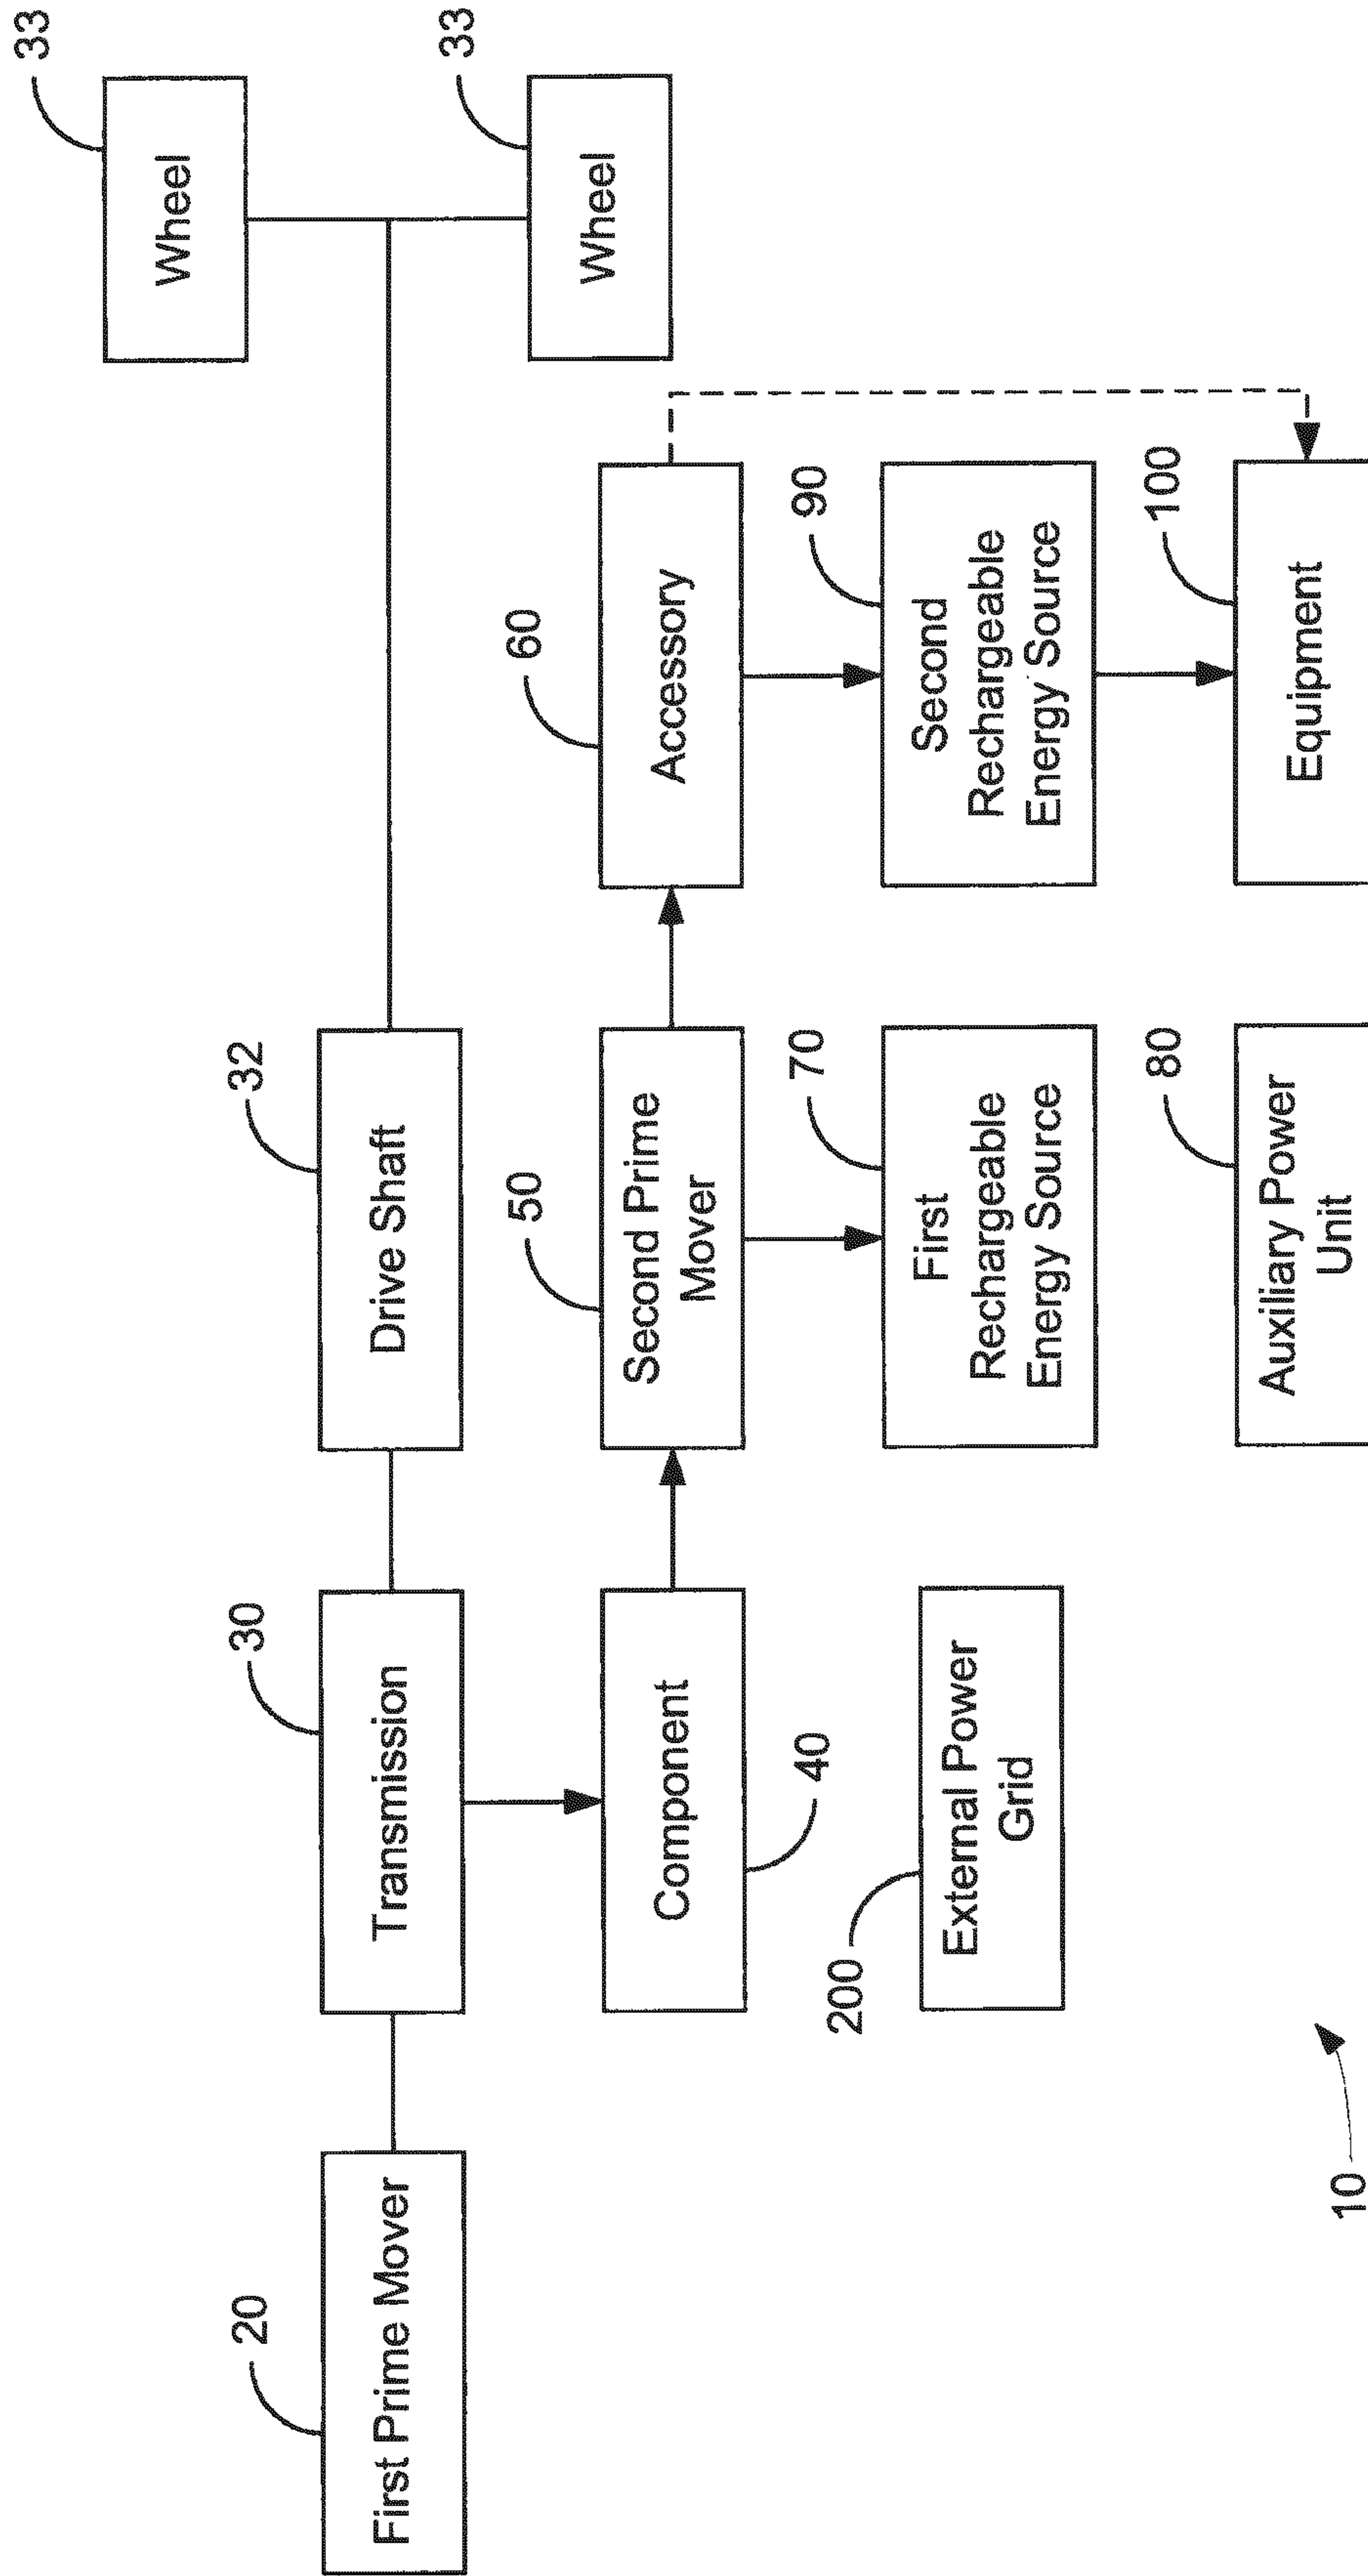 33
Wheel
33
Wheel
20
First Prime Mover
30
Transmission
32
Drive Shaft
Component
40
50
Second Prime
Mover
60
Accessory
200
External Power
Grid
70
First
Rechargeable
Energy Source
90
Second
Rechargeable
Energy Source
80
Auxiliary Power
Unit
100
Equipment
10